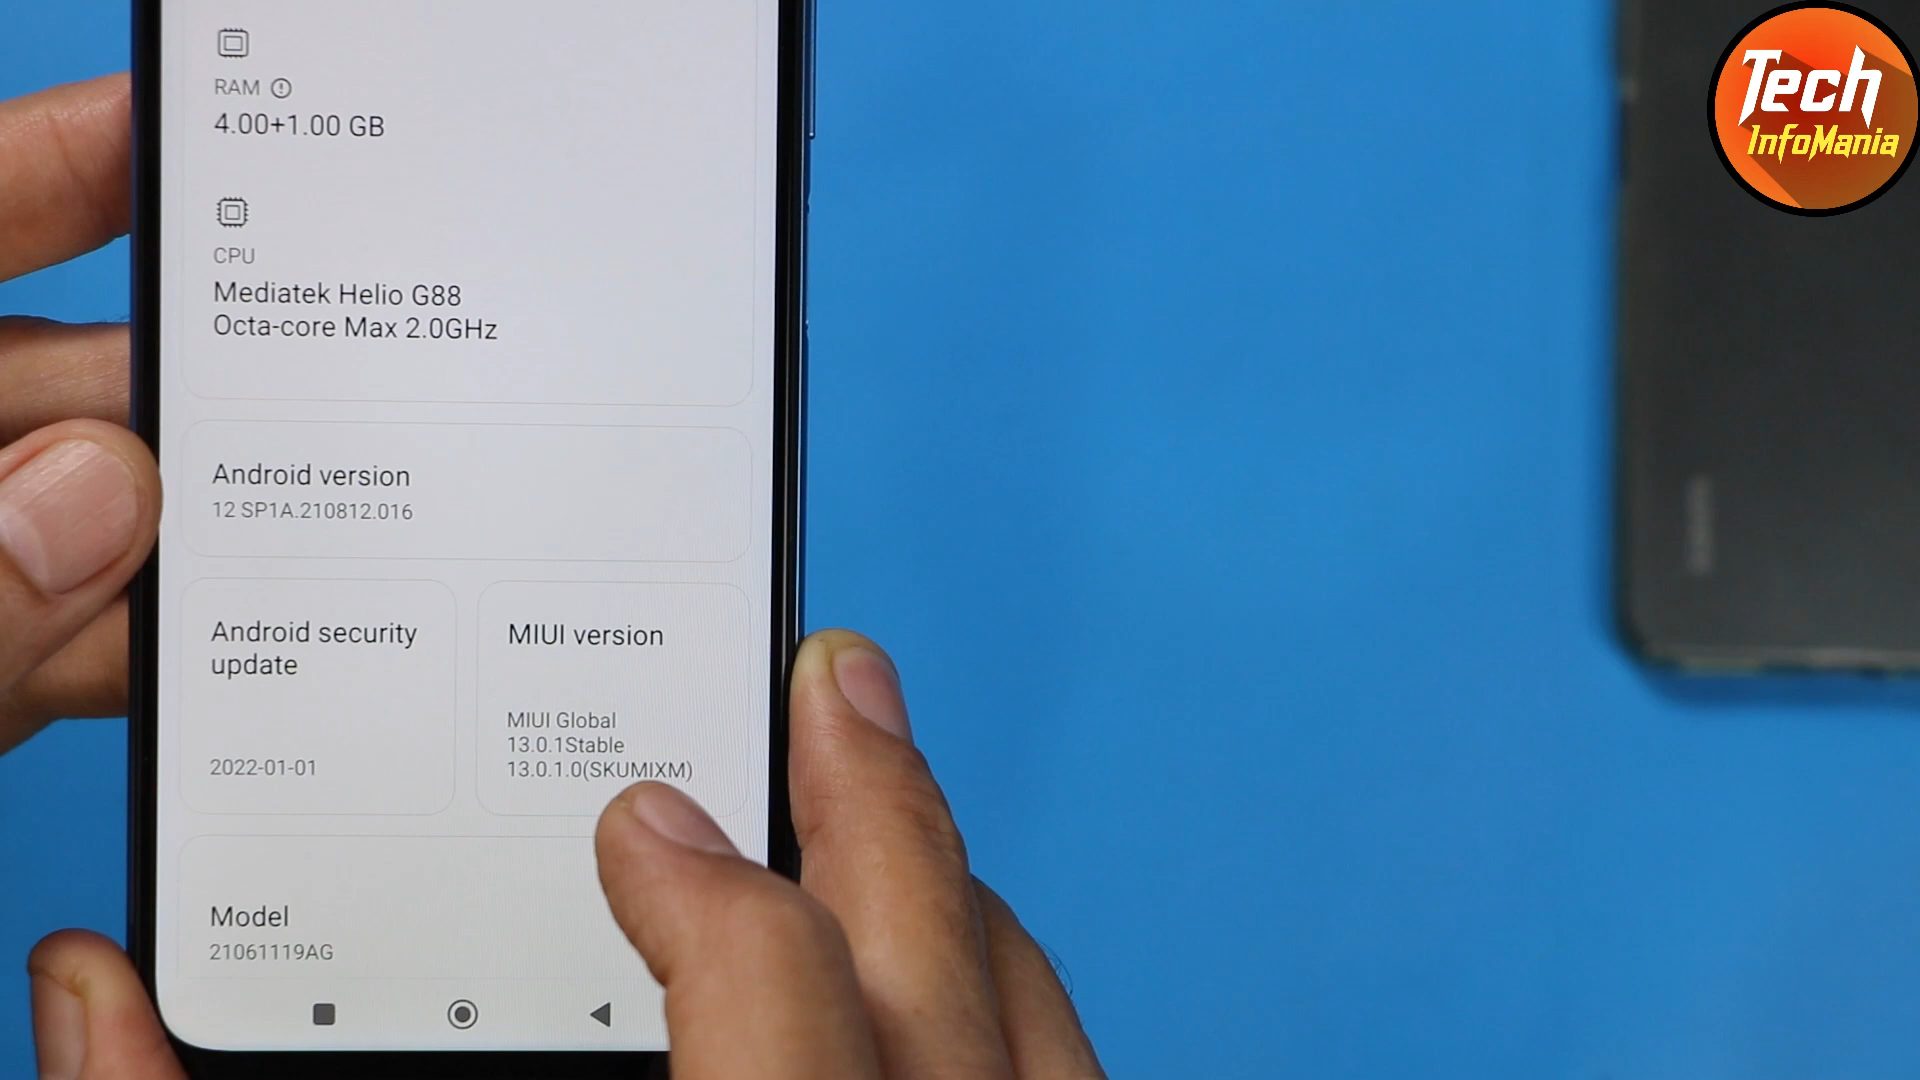 RAM
4.00+1.00 GB
CPU
Mediatek Helio G88
Octa-core Max 2.0GHz
Android version
12 SP1A.210812.016
Android security
update
2022-01-01
MIUI version
MIUI Global
13.0.1Stable
13.0.1.0(SKUMIXM)
Model
21061119AG
Tech
InfoMania